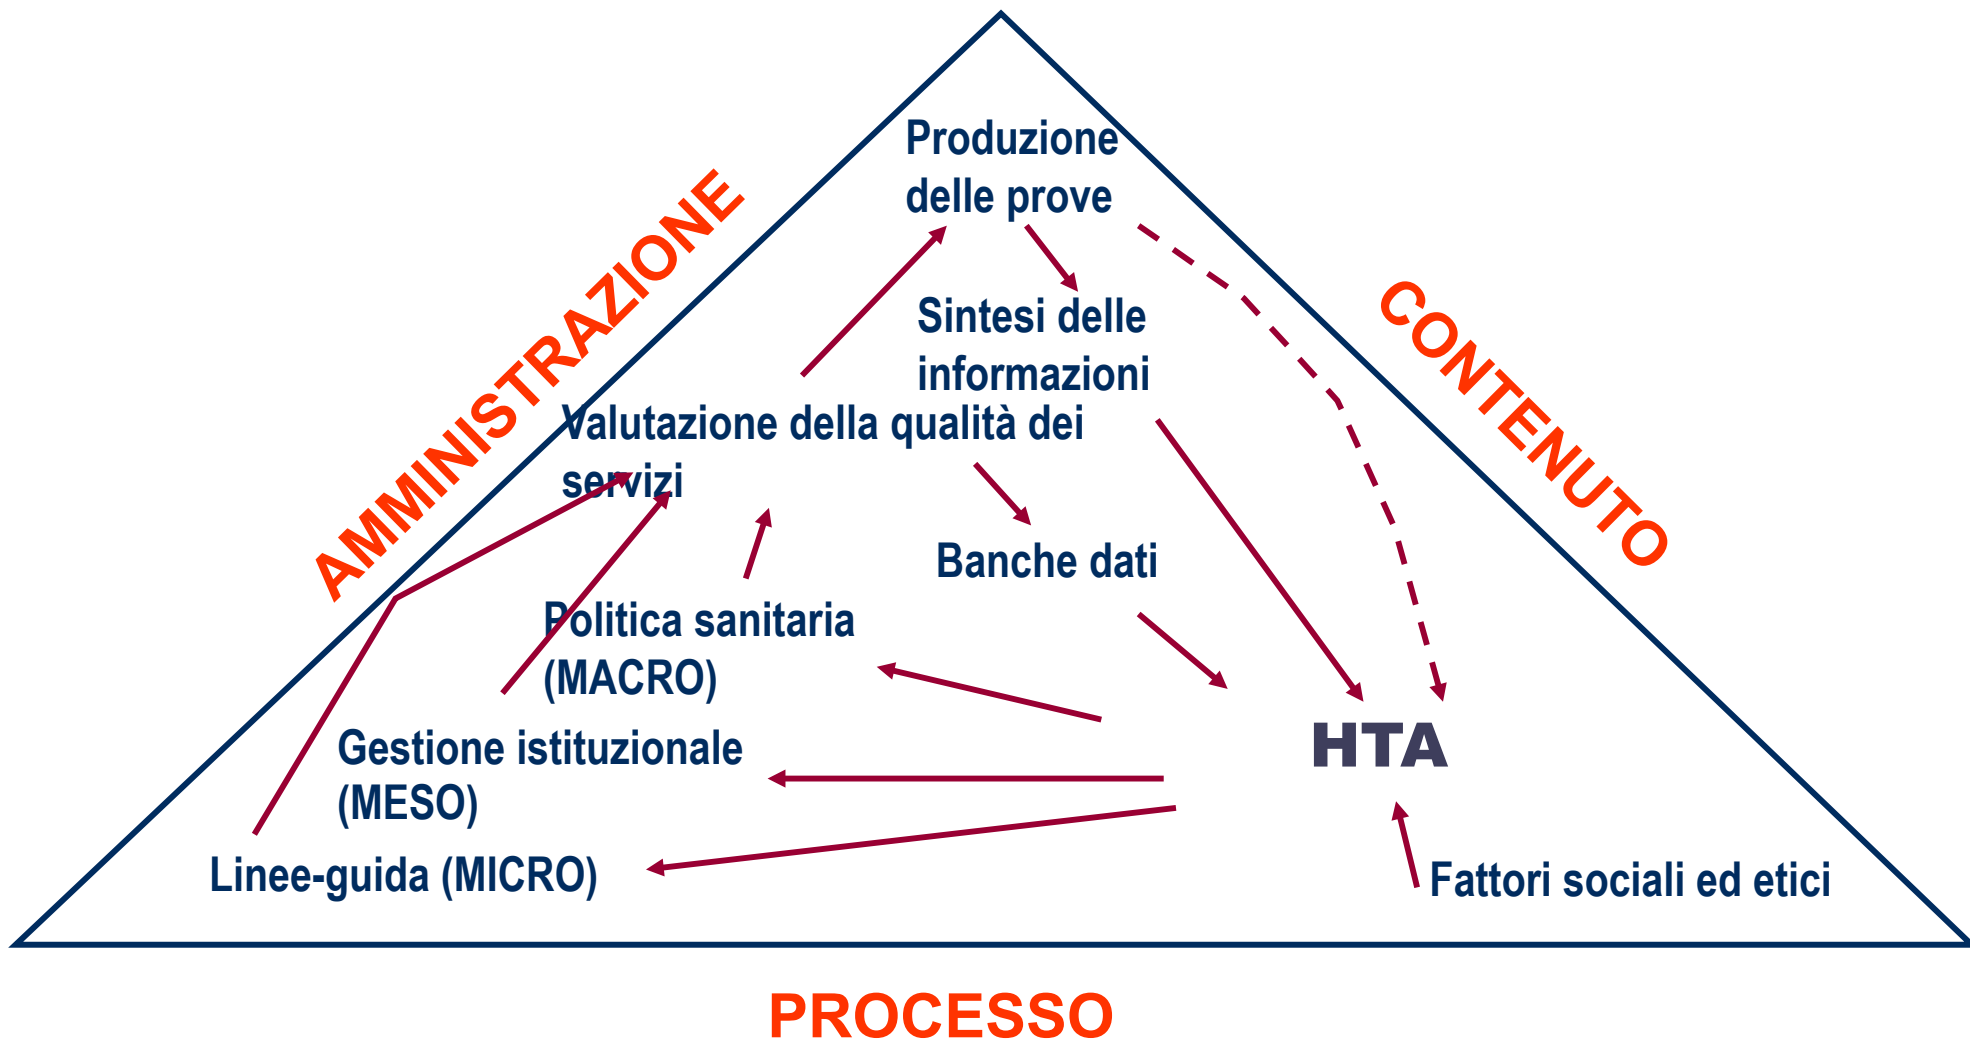 Produzione
delle prove
AMMINISTRAZIONE
CONTENUTO
Sintesi delle
informazioni
Valutazione della qualità dei
servizi
Banche dati
Politica sanitaria
(MACRO)
HTA
Gestione istituzionale
(MESO)
Linee-guida (MICRO)
Fattori sociali ed etici
PROCESSO